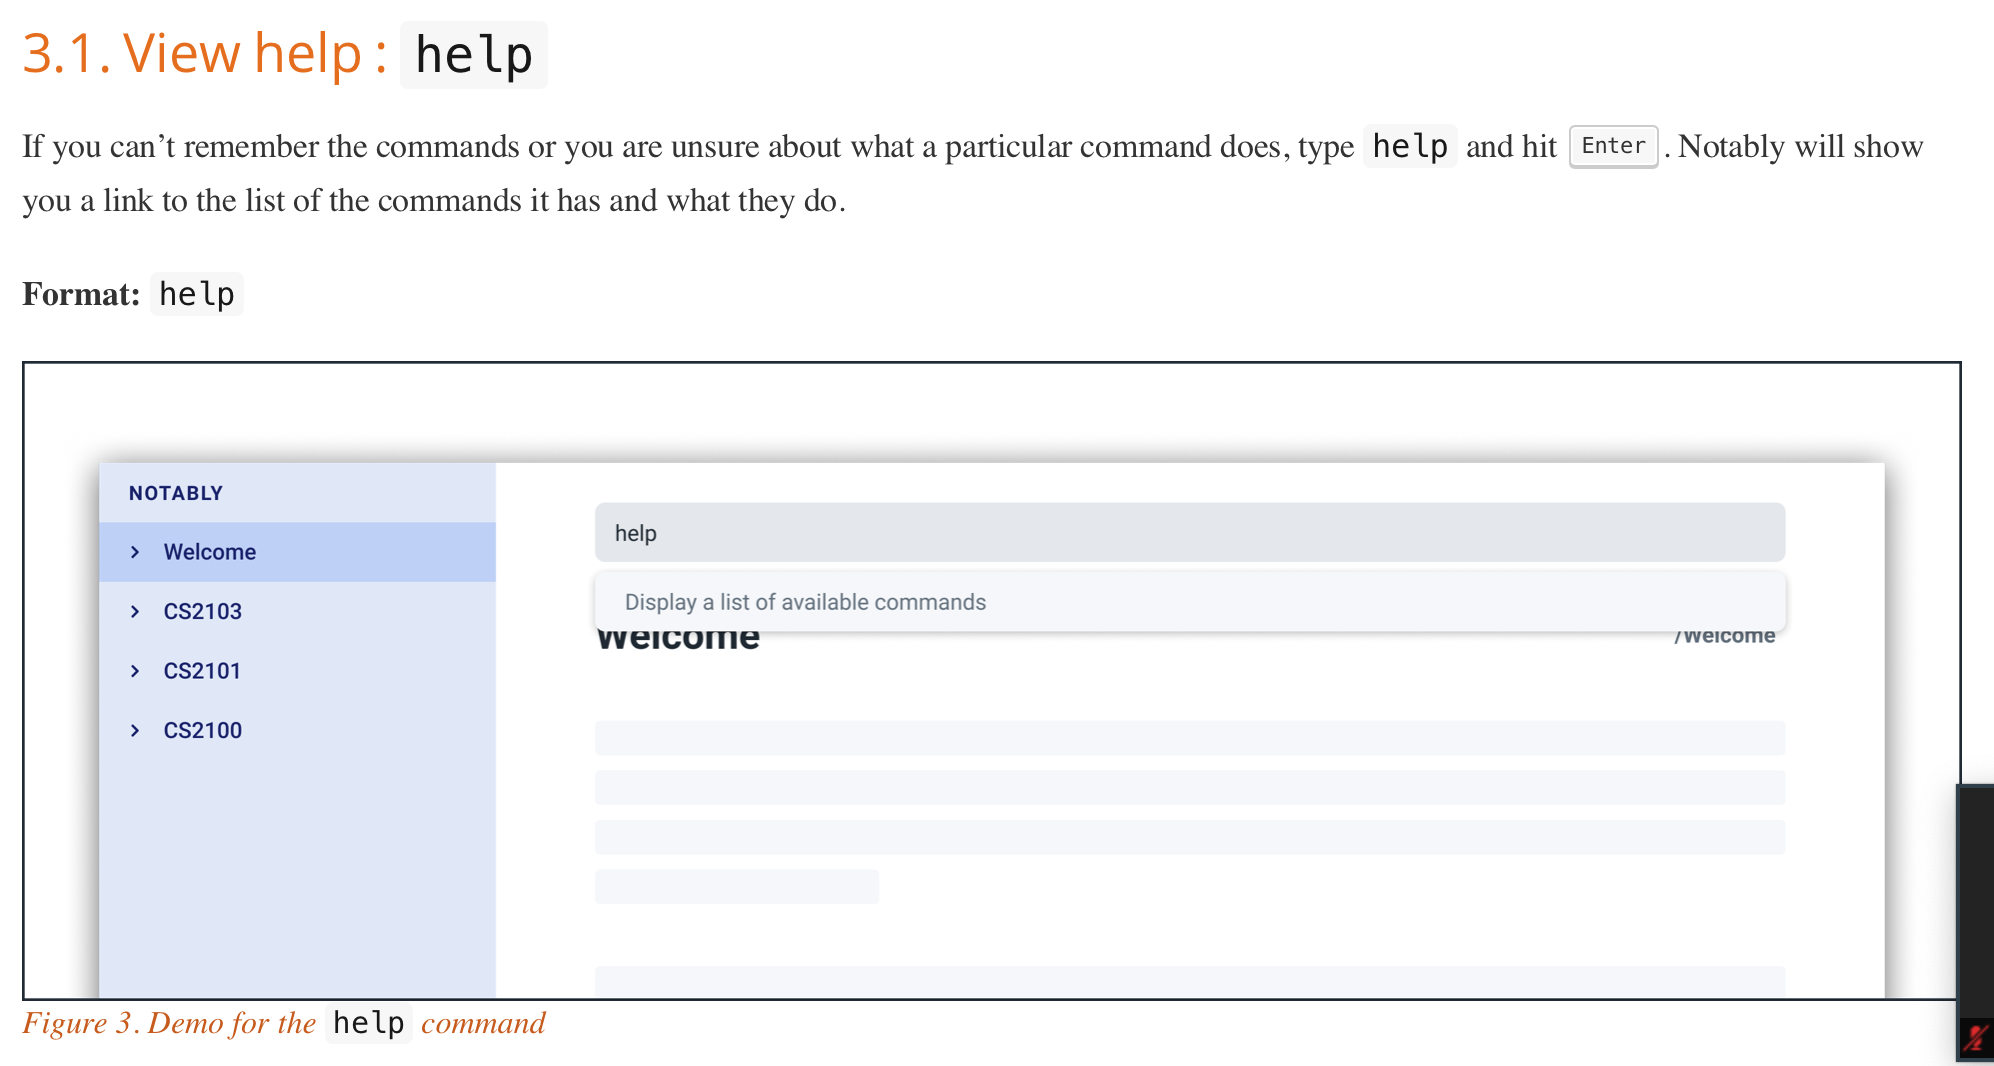 3.1. View help : help
If you can’t remember the commands or you are unsure about what a particular command does, type help and hit Enter . Notably will show
you a link to the list of the commands it has and what they do.
Format: help
NOTABLY
Welcome
CS2103
CS2101
CS2100
help
Display a list of available commands
Welcome
/Welcome
Figure 3. Demo for the help command